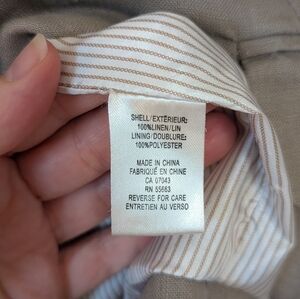 SHELL/EXTÉRIEUR:
100%LINEN/LIN
LINING/DOUBLURE:
100%POLYESTER
MADE IN CHINA
FABRIQUÉ EN CHINE
CA 07043
RN 55663
REVERSE FOR CARE
ENTRETIEN AU VERSO